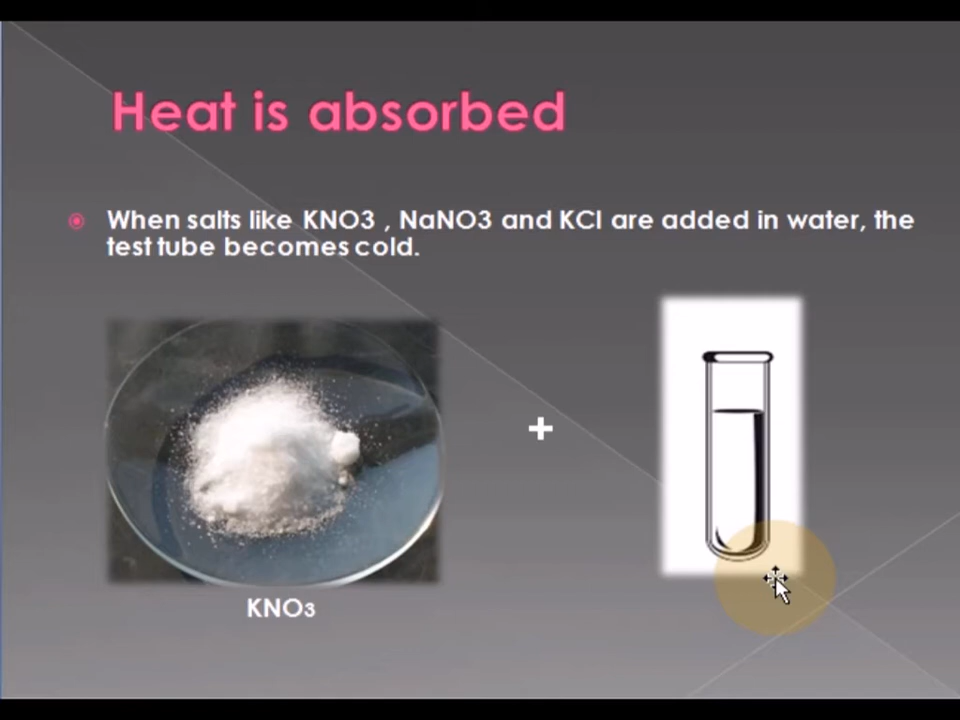 Heat is absorbed
When salts like KNO3 , NaNO3 and KCl are added in water, the
test tube becomes cold.
+
KNO3